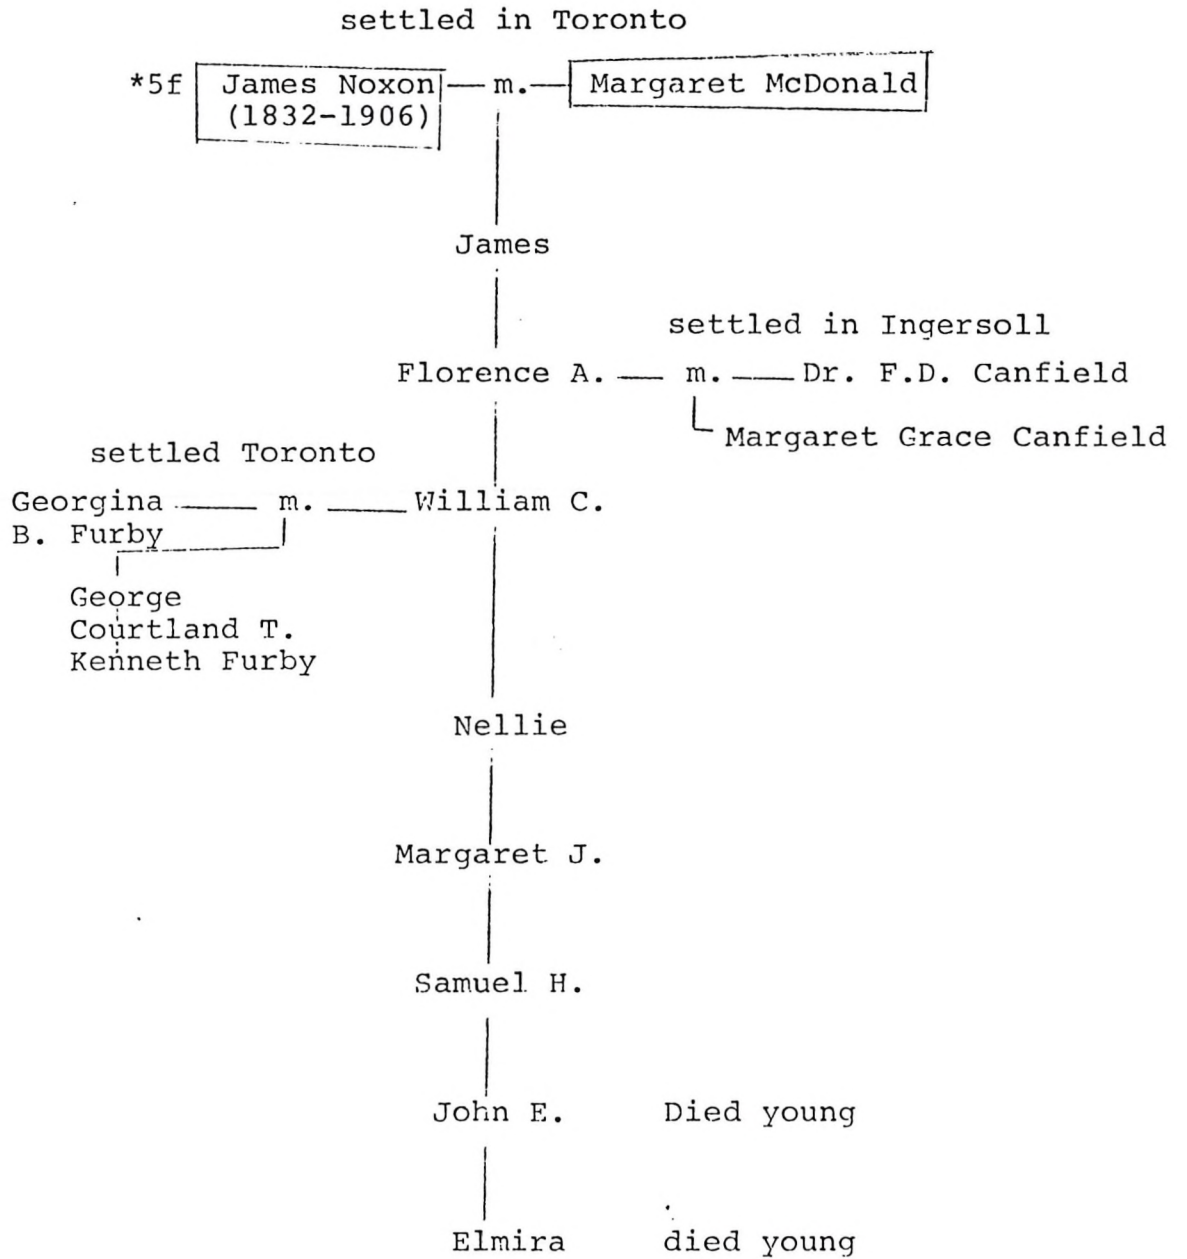 settled in Toronto
*5f James Noxon — m. — Margaret McDonald
(1832-1906)
James
settled in Ingersoll
Florence A. — m. — Dr. F.D. Canfield
Margaret Grace Canfield
settled Toronto
Georgina — m. — William C.
B. Furby
George
Courtland T.
Kenneth Furby
Nellie
Margaret J.
Samuel H.
John E. Died young
Elmira died young